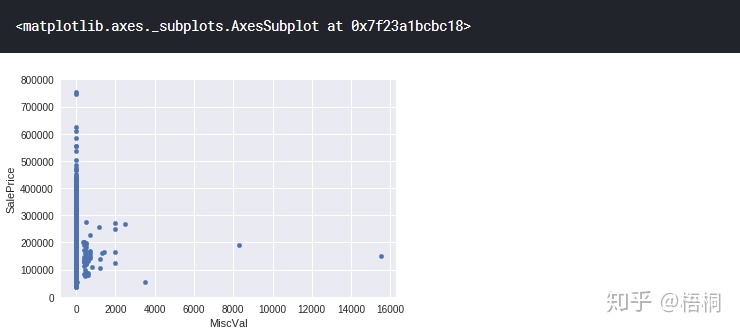 <matplotlib.axes._subplots.AxesSubplot at 0x7f23a1bcbc18>
800000
700000
600000
500000
400000
300000
200000
100000
0
SalePrice
0 2000 4000 6000 8000 10000 12000 14000 16000
MiscVal
知乎 @梧桐